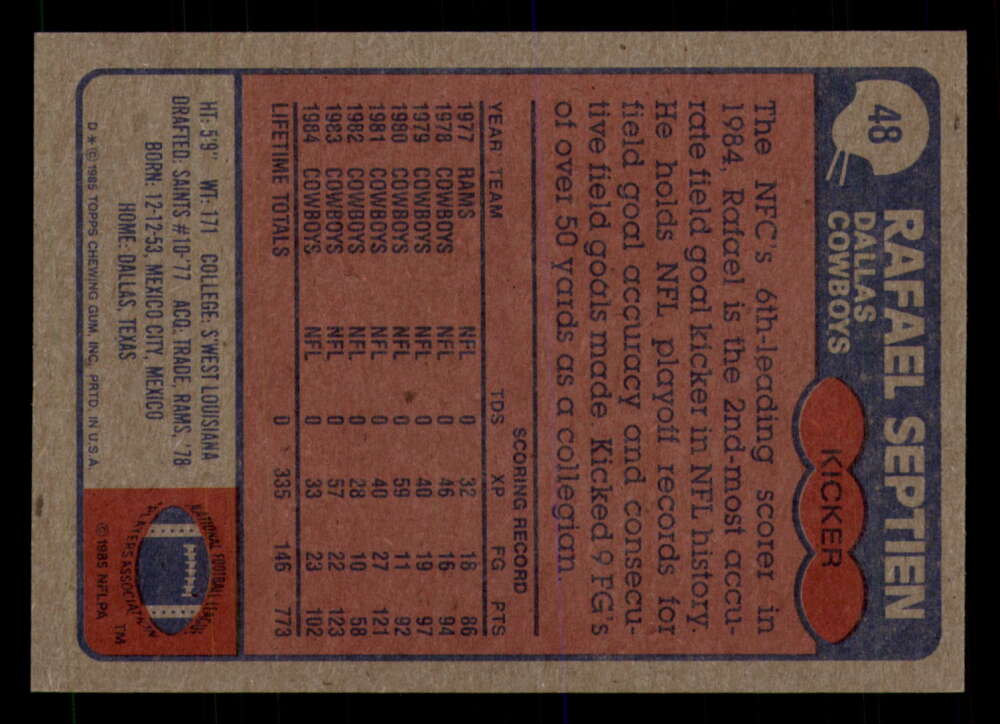 48
RAFAEL SEPTIEN
DALLAS
COWBOYS
KICKER
The NFC's 6th-leading scorer in
1984, Rafael is the 2nd-most accu-
rate field goal kicker in NFL history.
He holds NFL playoff records for
field goal accuracy and consecu-
tive field goals made. Kicked 9 FG's
of over 50 yards as a collegian.
SCORING RECORD
YEAR TEAM TDS XP FG PTS
1977 RAMS NFL 0 32 18 86
1978 COWBOYS NFL 0 46 16 94
1979 COWBOYS NFL 0 40 19 97
1980 COWBOYS NFL 0 59 11 92
1981 COWBOYS NFL 0 40 27 121
1982 COWBOYS NFL 0 28 10 58
1983 COWBOYS NFL 0 57 22 123
1984 COWBOYS NFL 0 33 23 102
LIFETIME TOTALS 0 335 146 773
HT: 5'9" WT: 171 COLLEGE: S'WEST LOUISIANA
DRAFTED: SAINTS #10-'77 ACQ: TRADE, RAMS, '78
BORN: 12-12-53, MEXICO CITY, MEXICO
HOME: DALLAS, TEXAS
D * © 1985 TOPPS CHEWING GUM, INC. PRTD. IN U.S.A.
NATIONAL FOOTBALL LEAGUE
PLAYERS ASSOCIATION
TM
© 1985 NFLPA